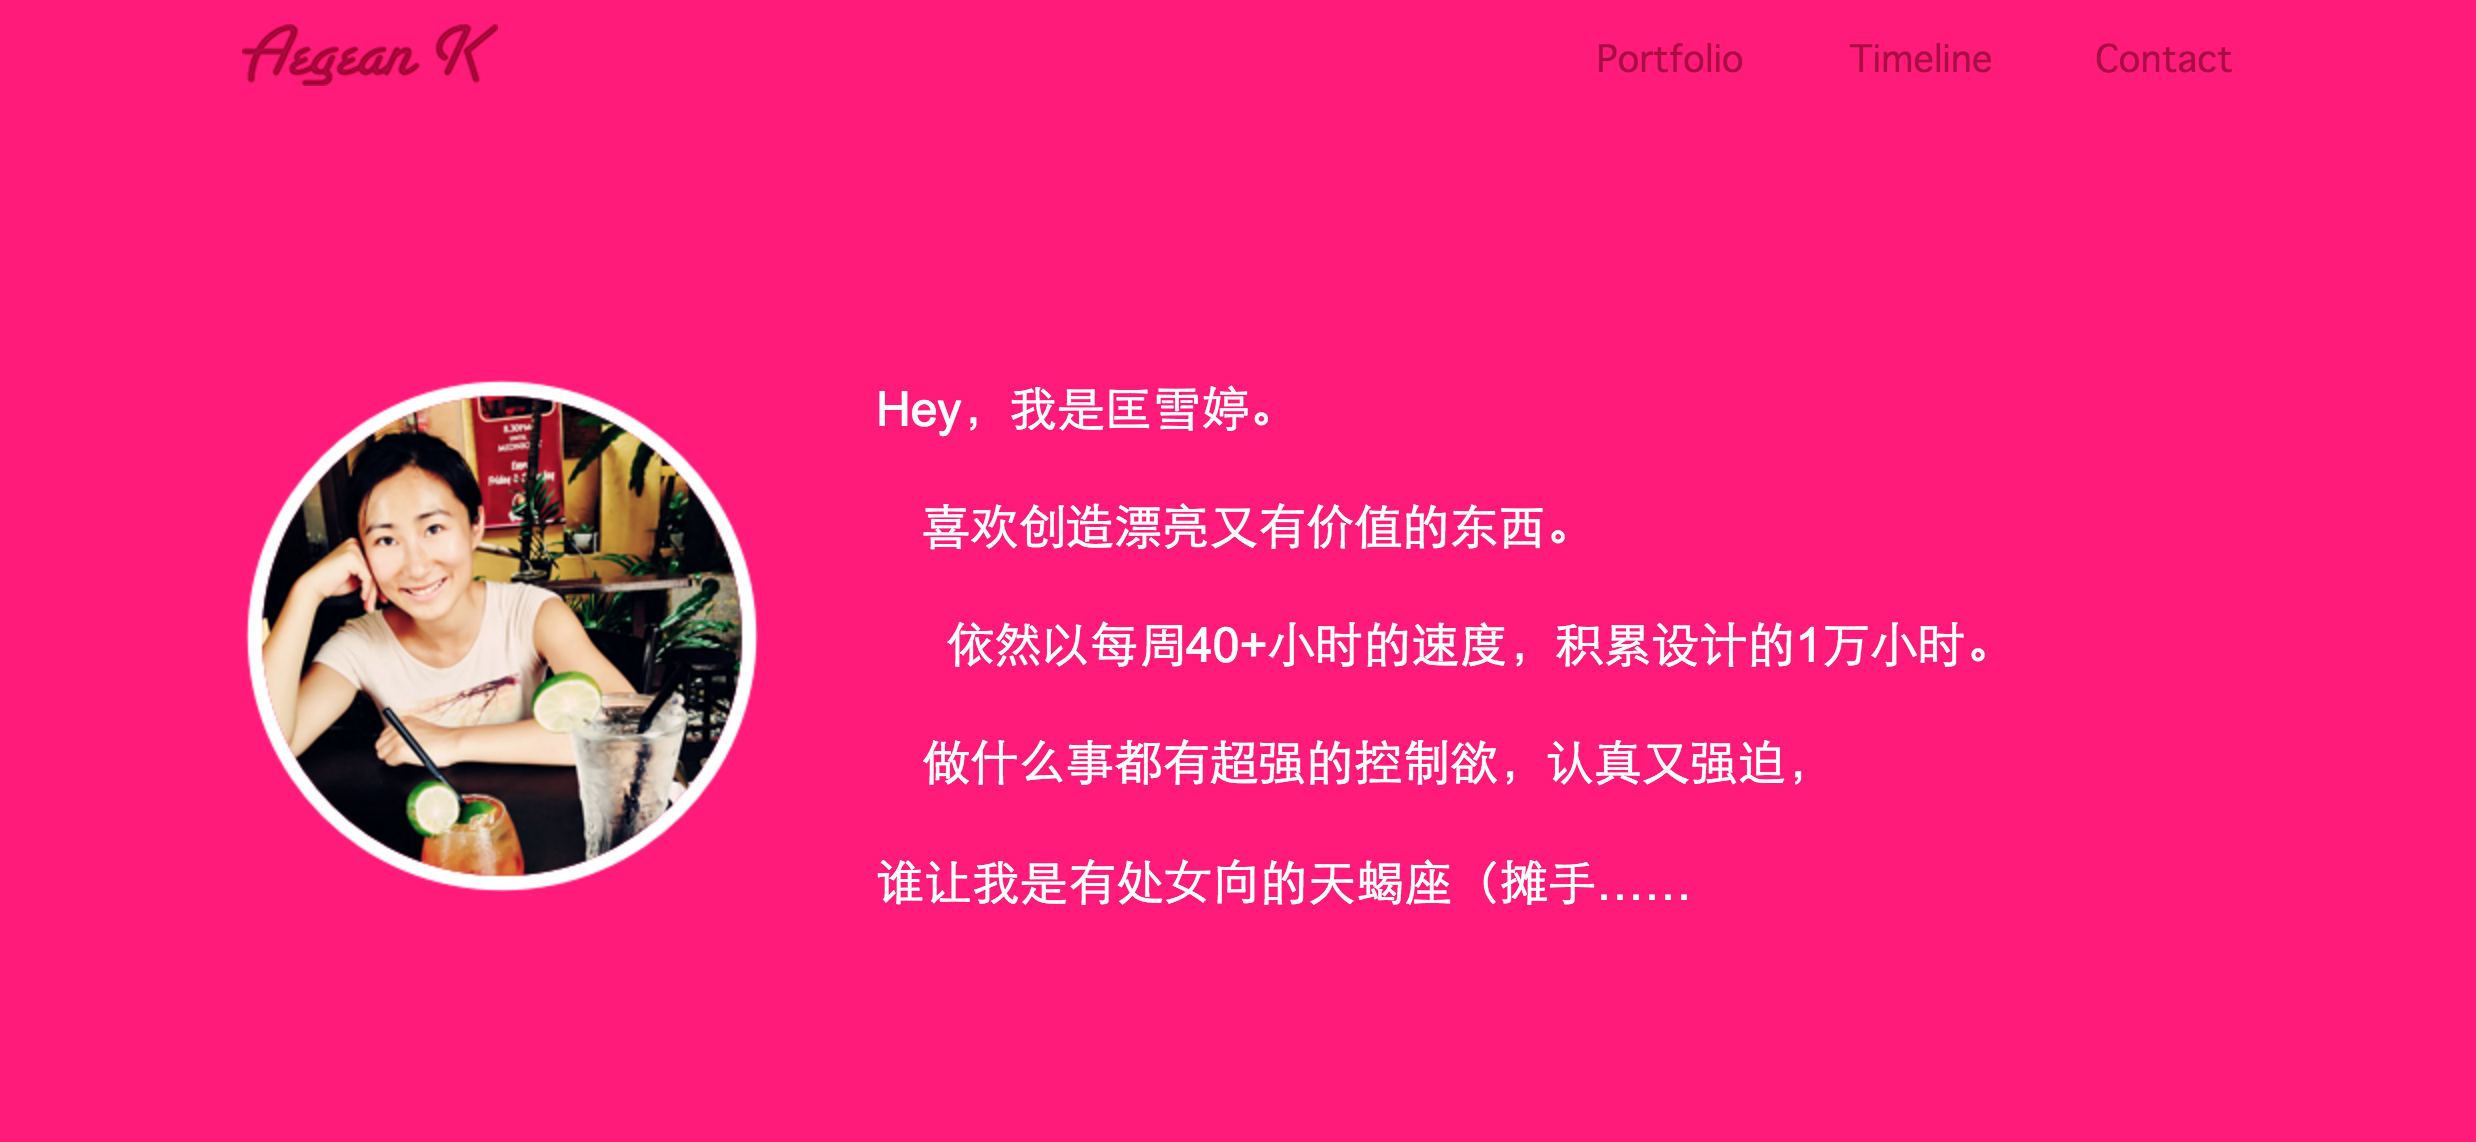 Aegean K
Portfolio Timeline Contact
8.30PM
Hey，我是匡雪婷。
喜欢创造漂亮又有价值的东西。
依然以每周40+小时的速度，积累设计的1万小时。
做什么事都有超强的控制欲，认真又强迫，
谁让我是有处女向的天蝎座（摊手……